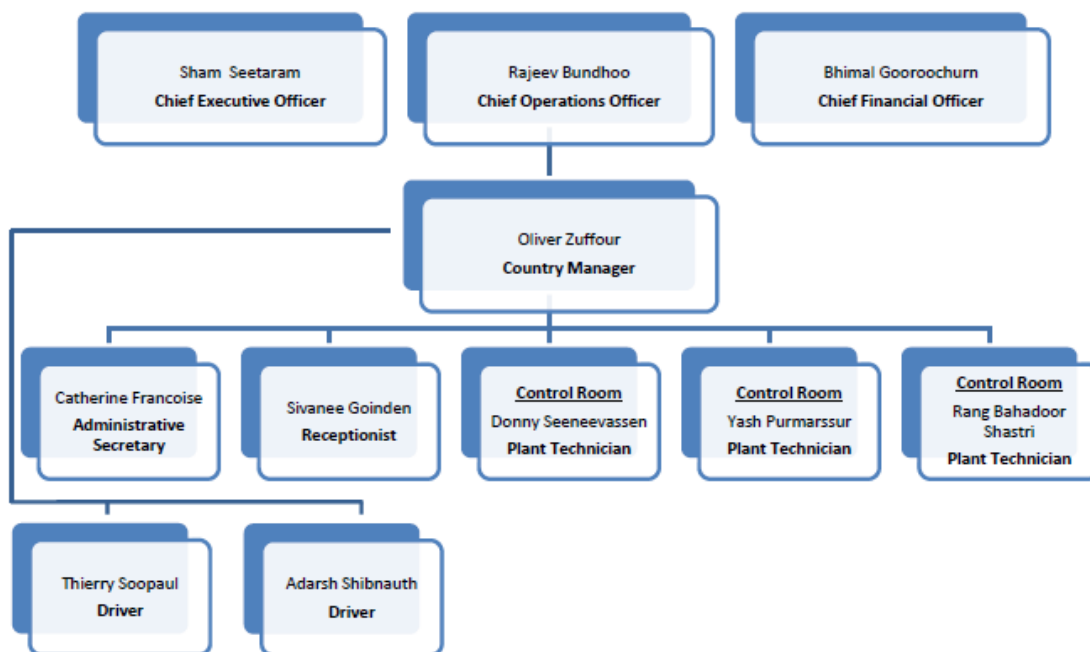 Sham Seetaram
Chief Executive Officer
Rajeev Bundhoo
Chief Operations Officer
Bhimal Gooroochurn
Chief Financial Officer
Oliver Zuffour
Country Manager
Catherine Francoise
Administrative
Secretary
Sivanee Goinden
Receptionist
Control Room
Donny Seeneevassen
Plant Technician
Control Room
Yash Purmarssur
Plant Technician
Control Room
Rang Bahadoor
Shastri
Plant Technician
Thierry Soopaul
Driver
Adarsh Shibnauth
Driver